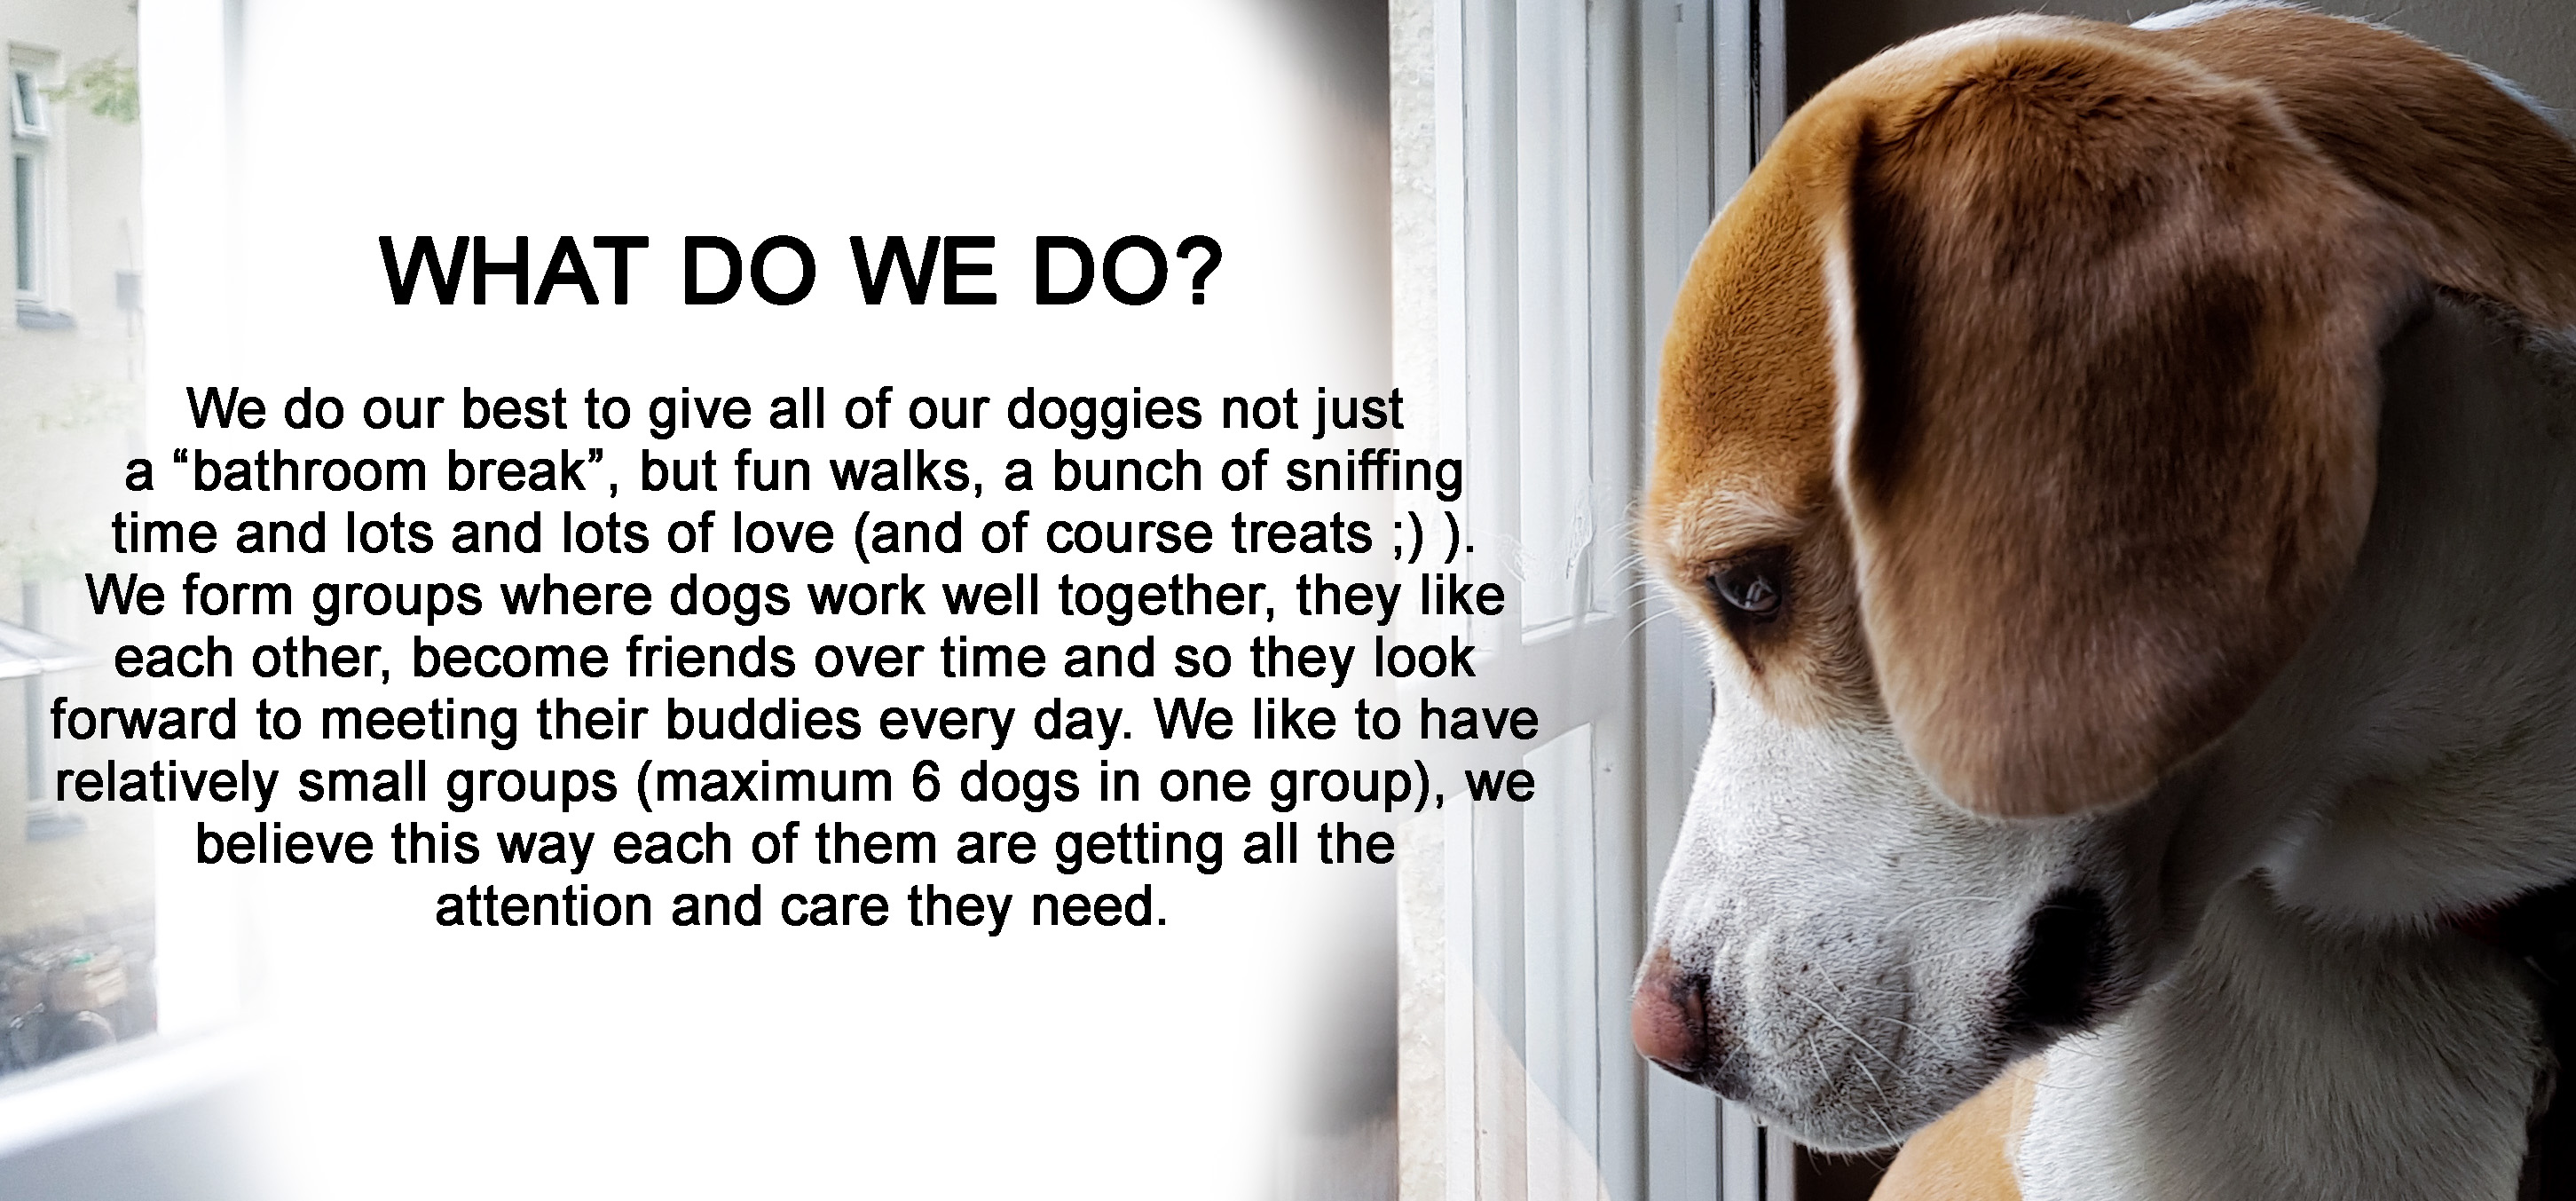 WHAT DO WE DO?
We do our best to give all of our doggies not just
a “bathroom break”, but fun walks, a bunch of sniffing
time and lots and lots of love (and of course treats ;) ).
We form groups where dogs work well together, they like
each other, become friends over time and so they look
forward to meeting their buddies every day. We like to have
relatively small groups (maximum 6 dogs in one group), we
believe this way each of them are getting all the
attention and care they need.